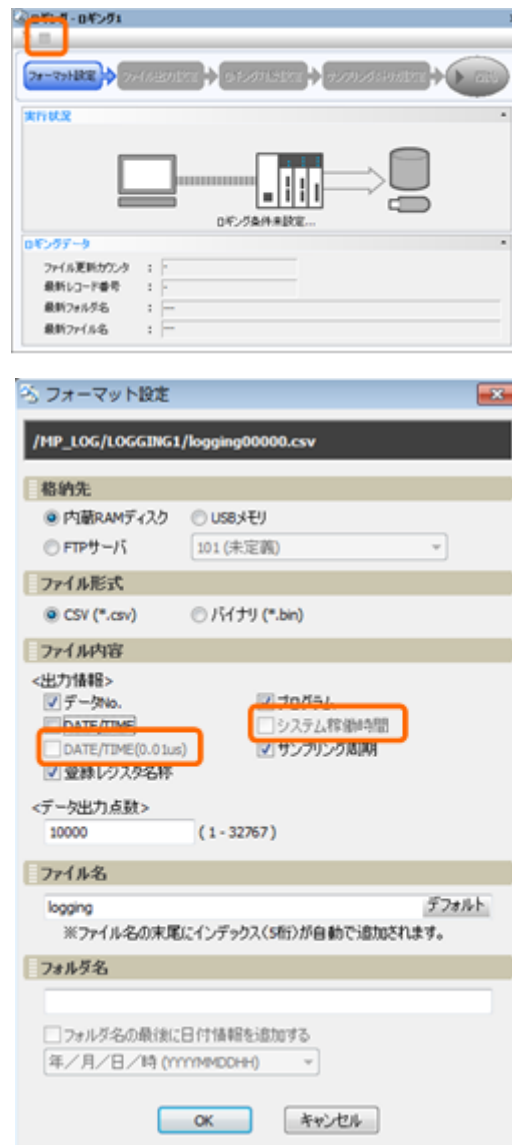 ロギング - ロギング1
フォーマット設定
実行状況
ロギング条件未設定...
ロギングデータ
ファイル更新カウンタ : -
最新レコード番号 : -
最新フォルダ名 : ---
最新ファイル名 : ---
フォーマット設定
/MP_LOG/LOGGING1/logging00000.csv
格納先
内蔵RAMディスク USBメモリ
FTPサーバ 101 (未定義)
ファイル形式
CSV (*.csv) バイナリ (*.bin)
ファイル内容
<出力情報>
データNo. プログラム
DATE/TIME システム稼働時間
DATE/TIME(0.01us) サンプリング周期
登録レジスタ名称
<データ出力点数>
10000 ( 1 - 32767 )
ファイル名
logging デフォルト
※ファイル名の末尾にインデックス(5桁)が自動で追加されます。
フォルダ名
フォルダ名の最後に日付情報を追加する
年/月/日/時 (YYYYMMDDHH)
OK キャンセル